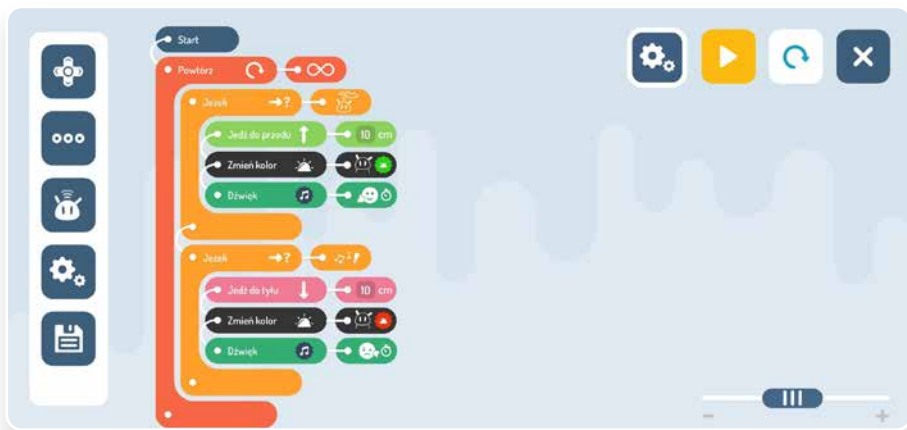 Start
Powtórz
Jeżeli →?
Jedź do przodu 10 cm
Zmień kolor
Dźwięk
Jeżeli →?
Jedź do tyłu 10 cm
Zmień kolor
Dźwięk
- +